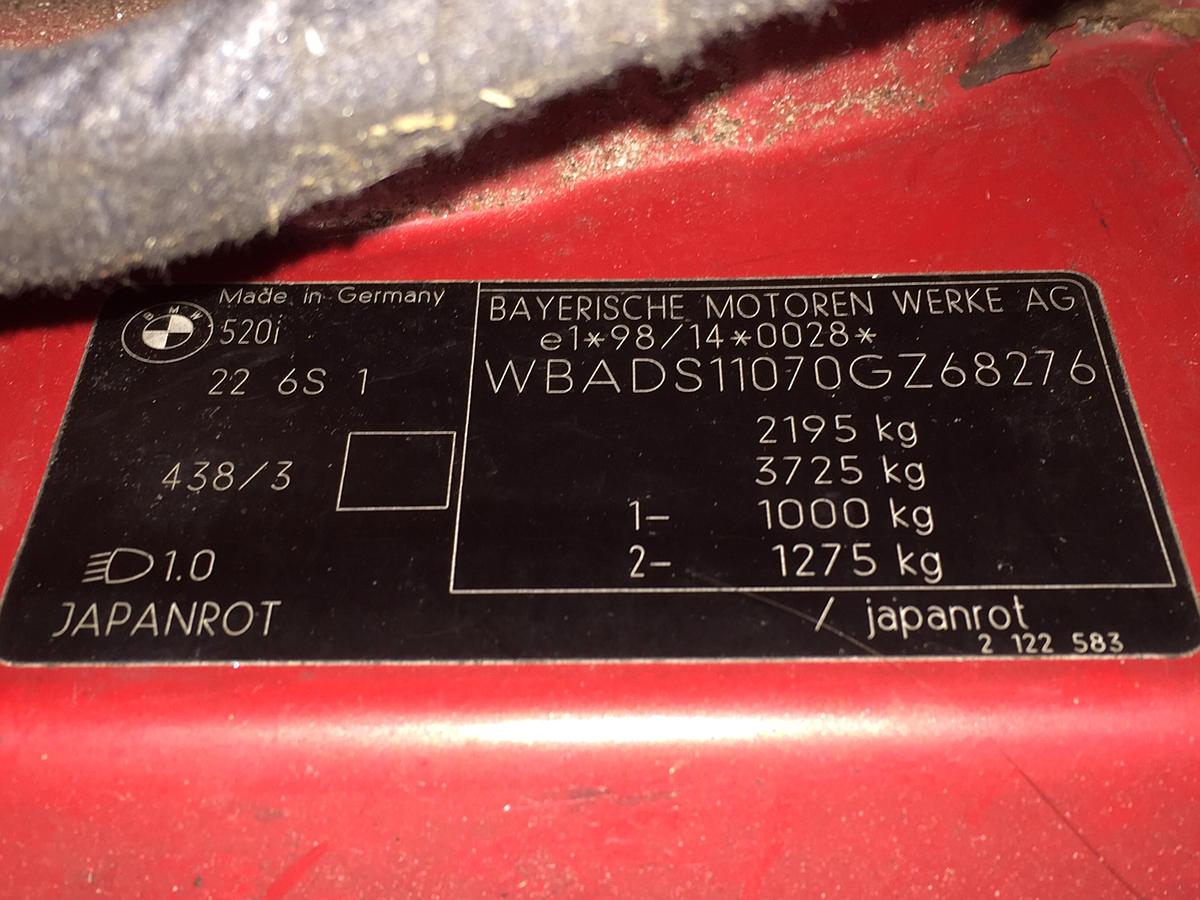 Made in Germany
BMW
520i
22 6S 1
438/3
1.0
JAPANROT
BAYERISCHE MOTOREN WERKE AG
e1*98/14*0028*
WBADS11070GZ68276
2195 kg
3725 kg
1– 1000 kg
2– 1275 kg
/ japanrot
2 122 583